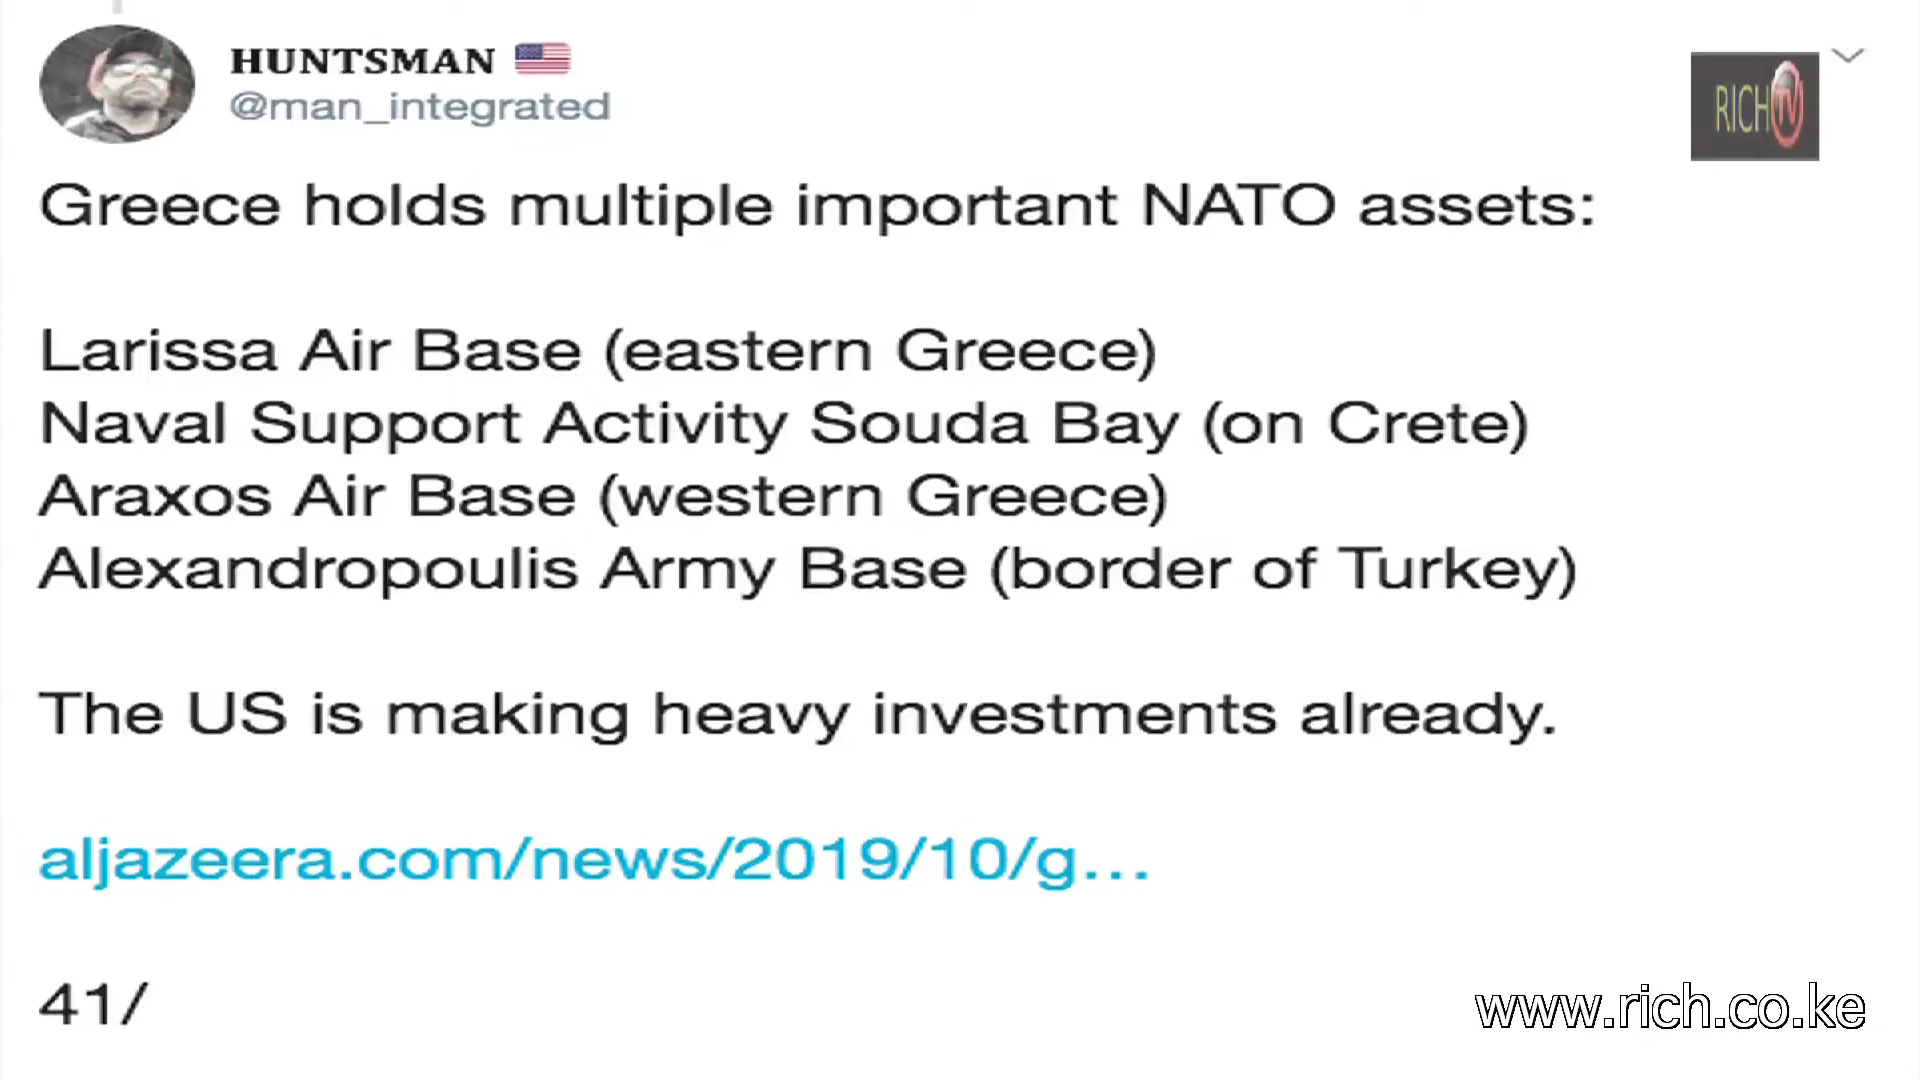 HUNTSMAN
@man_integrated
RICH TV
Greece holds multiple important NATO assets:
Larissa Air Base (eastern Greece)
Naval Support Activity Souda Bay (on Crete)
Araxos Air Base (western Greece)
Alexandropoulis Army Base (border of Turkey)
The US is making heavy investments already.
aljazeera.com/news/2019/10/g...
41/
www.rich.co.ke